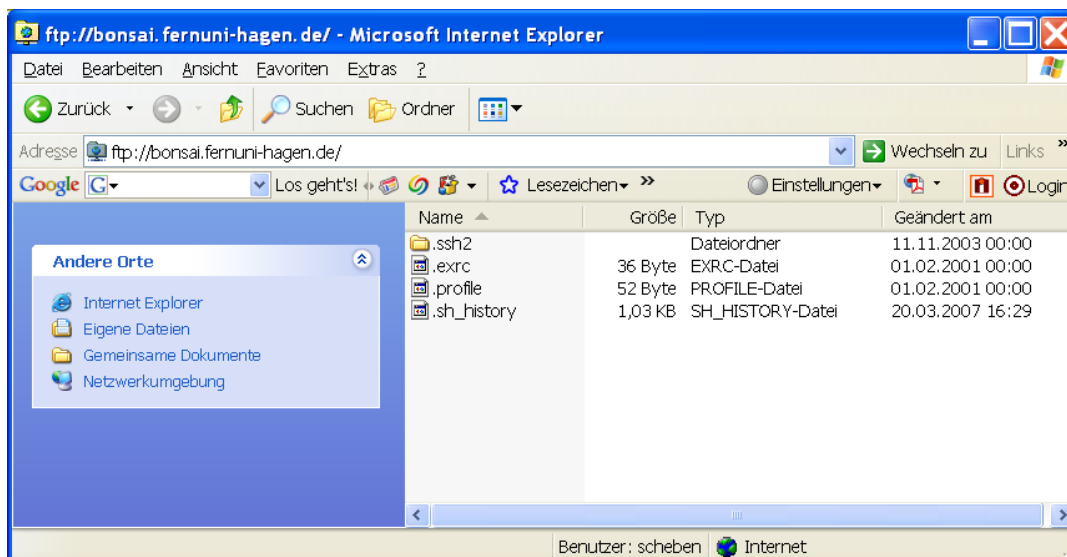 ftp://bonsai.fernuni-hagen.de/ - Microsoft Internet Explorer
Datei Bearbeiten Ansicht Favoriten Extras ?
Zurück Suchen Ordner
Adresse ftp://bonsai.fernuni-hagen.de/ Wechseln zu Links »
Google G Los geht's! Lesezeichen » Einstellungen Login
Name Größe Typ Geändert am
.ssh2 Dateiordner 11.11.2003 00:00
.exrc 36 Byte EXRC-Datei 01.02.2001 00:00
.profile 52 Byte PROFILE-Datei 01.02.2001 00:00
.sh_history 1,03 KB SH_HISTORY-Datei 20.03.2007 16:29
Andere Orte
Internet Explorer
Eigene Dateien
Gemeinsame Dokumente
Netzwerkumgebung
Benutzer: scheben Internet